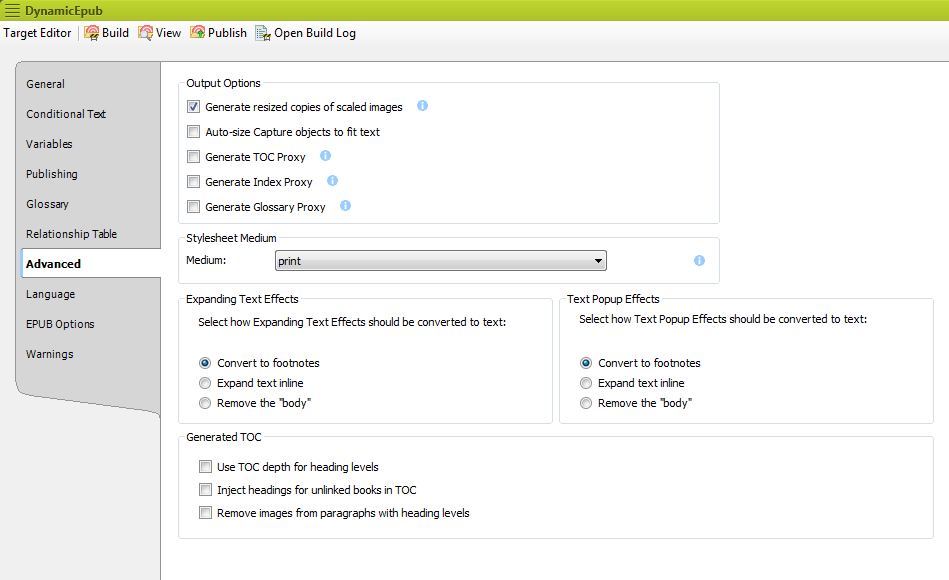 DynamicEpub
Target Editor Build View Publish Open Build Log
General
Conditional Text
Variables
Publishing
Glossary
Relationship Table
Advanced
Language
EPUB Options
Warnings
Output Options
Generate resized copies of scaled images
Auto-size Capture objects to fit text
Generate TOC Proxy
Generate Index Proxy
Generate Glossary Proxy
Stylesheet Medium
Medium: print
Expanding Text Effects
Select how Expanding Text Effects should be converted to text:
Convert to footnotes
Expand text inline
Remove the "body"
Text Popup Effects
Select how Text Popup Effects should be converted to text:
Convert to footnotes
Expand text inline
Remove the "body"
Generated TOC
Use TOC depth for heading levels
Inject headings for unlinked books in TOC
Remove images from paragraphs with heading levels